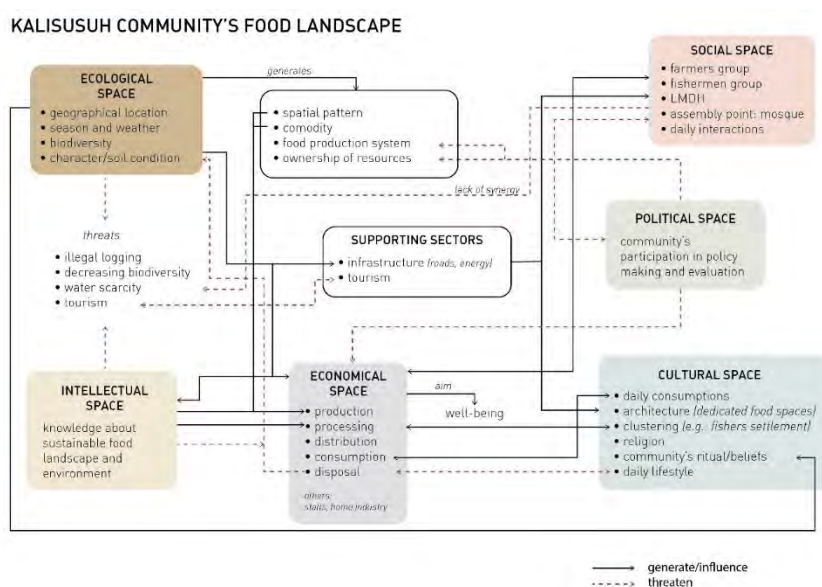 KALISUSUH COMMUNITY'S FOOD LANDSCAPE
ECOLOGICAL
SPACE
• geographical location
• season and weather
• biodiversity
• character/soil condition
generates
• spatial pattern
• comodity
• food production system
• ownership of resources
SOCIAL SPACE
• farmers group
• fishermen group
• LMDH
• assembly point: mosque
• daily interactions
lack of synergy
threats
• illegal logging
• decreasing biodiversity
• water scarcity
• tourism
SUPPORTING SECTORS
• infrastructure (roads, energy)
• tourism
POLITICAL SPACE
community's
participation in policy
making and evaluation
INTELLECTUAL
SPACE
knowledge about
sustainable food
landscape and
environment
ECONOMICAL
SPACE
• production
• processing
• distribution
• consumption
• disposal
others:
stalls, home industry
aim
well-being
CULTURAL SPACE
• daily consumptions
• architecture (dedicated food spaces)
• clustering (e.g. fishers settlement)
• religion
• community's ritual/beliefs
• daily lifestyle
generate/influence
threaten